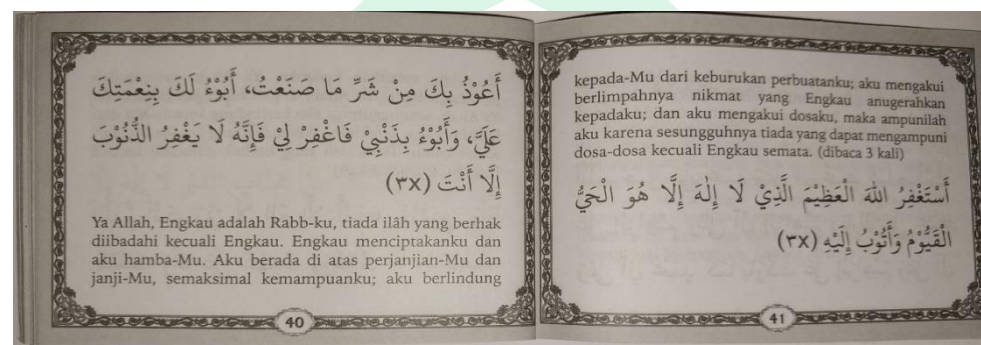 أَعُوْذُ بِكَ مِنْ شَرِّ مَا صَنَعْتُ، أَبُوْءُ لَكَ بِنِعْمَتِكَ
عَلَيَّ، وَأَبُوْءُ بِذَنْبِيْ فَاغْفِرْ لِيْ فَإِنَّهُ لَا يَغْفِرُ الذُّنُوْبَ
إِلَّا أَنْتَ (٣x)
Ya Allah, Engkau adalah Rabb-ku, tiada ilâh yang berhak
diibadahi kecuali Engkau. Engkau menciptakanku dan
aku hamba-Mu. Aku berada di atas perjanjian-Mu dan
janji-Mu, semaksimal kemampuanku; aku berlindung
40
kepada-Mu dari keburukan perbuatanku; aku mengakui
berlimpahnya nikmat yang Engkau anugerahkan
kepadaku; dan aku mengakui dosaku, maka ampunilah
aku karena sesungguhnya tiada yang dapat mengampuni
dosa-dosa kecuali Engkau semata. (dibaca 3 kali)
أَسْتَغْفِرُ اللهَ الْعَظِيْمَ الَّذِيْ لَا إِلٰهَ إِلَّا هُوَ الْحَيُّ
الْقَيُّوْمُ وَأَتُوْبُ إِلَيْهِ (٣x)
41